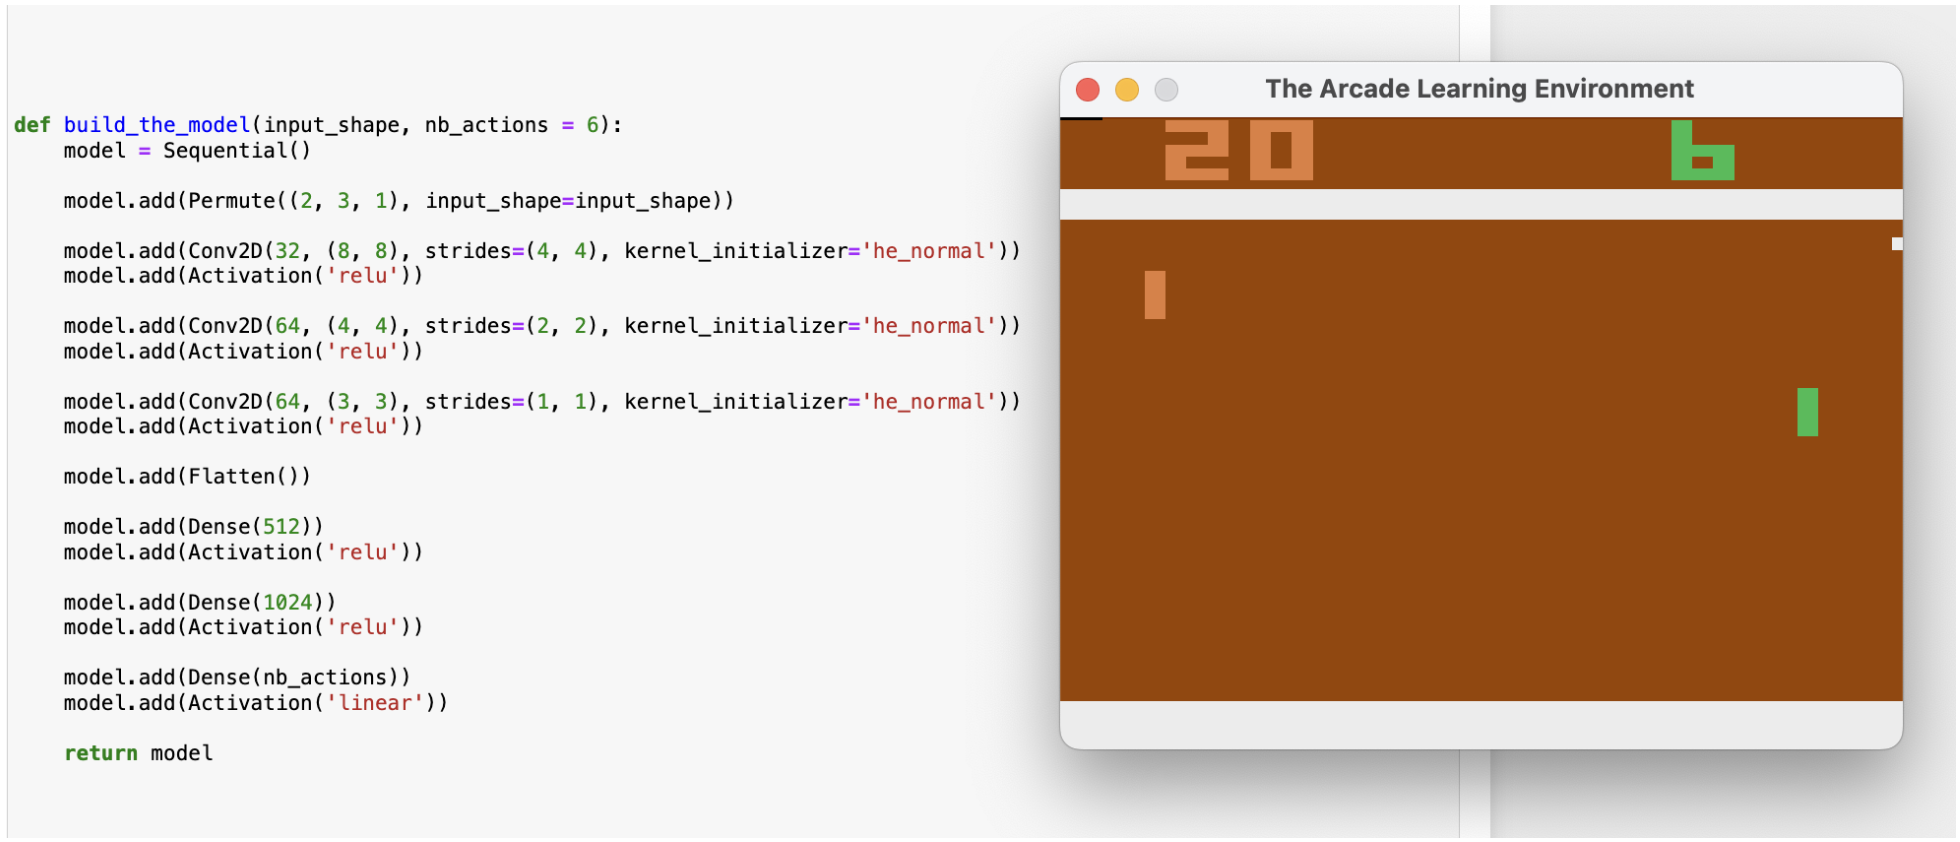 def build_the_model(input_shape, nb_actions = 6):
    model = Sequential()
    model.add(Permute((2, 3, 1), input_shape=input_shape))
    model.add(Conv2D(32, (8, 8), strides=(4, 4), kernel_initializer='he_normal'))
    model.add(Activation('relu'))
    model.add(Conv2D(64, (4, 4), strides=(2, 2), kernel_initializer='he_normal'))
    model.add(Activation('relu'))
    model.add(Conv2D(64, (3, 3), strides=(1, 1), kernel_initializer='he_normal'))
    model.add(Activation('relu'))
    model.add(Flatten())
    model.add(Dense(512))
    model.add(Activation('relu'))
    model.add(Dense(1024))
    model.add(Activation('relu'))
    model.add(Dense(nb_actions))
    model.add(Activation('linear'))
    return model
The Arcade Learning Environment
20 6